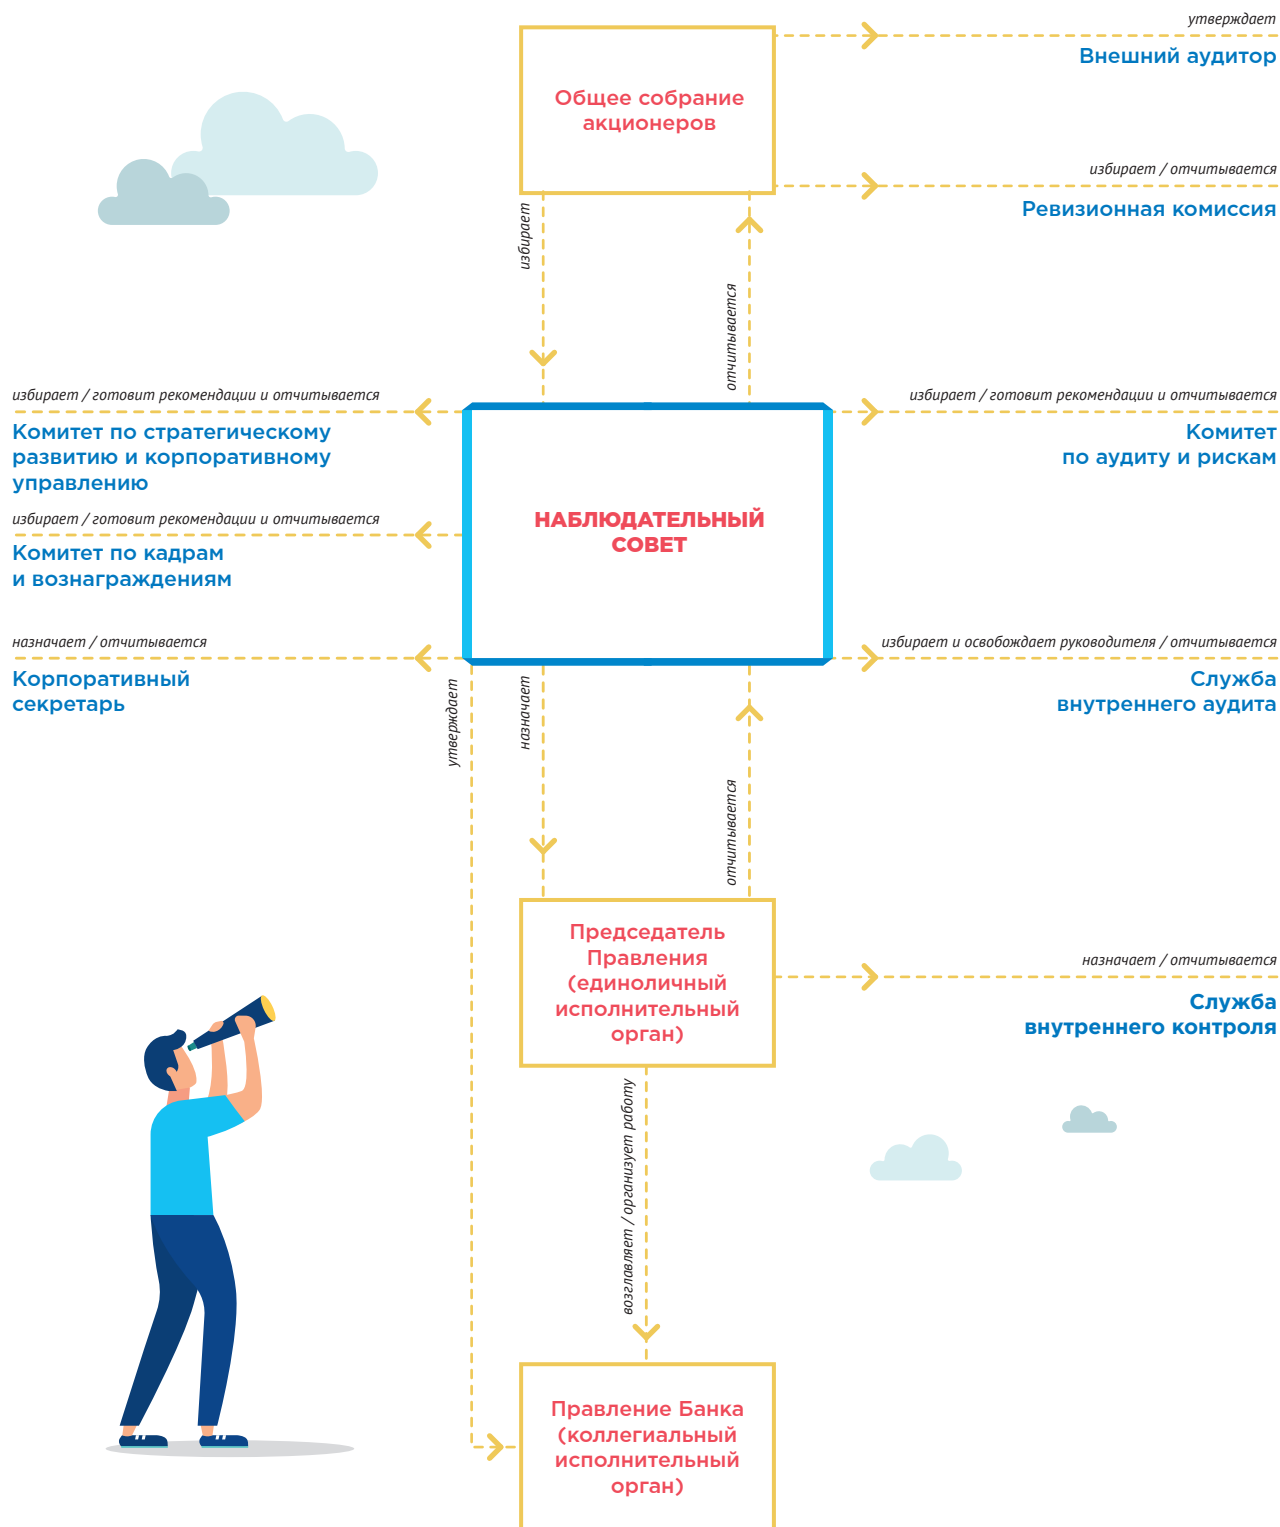 утверждает
Внешний аудитор
Общее собрание
акционеров
избирает / отчитывается
Ревизионная комиссия
избирает
отчитывается
избирает / готовит рекомендации и отчитывается
Комитет по стратегическому
развитию и корпоративному
управлению
избирает / готовит рекомендации и отчитывается
Комитет
по аудиту и рискам
НАБЛЮДАТЕЛЬНЫЙ
СОВЕТ
избирает / готовит рекомендации и отчитывается
Комитет по кадрам
и вознаграждениям
назначает / отчитывается
Корпоративный
секретарь
избирает и освобождает руководителя / отчитывается
Служба
внутреннего аудита
утверждает
назначает
отчитывается
Председатель
Правления
(единоличный
исполнительный
орган)
назначает / отчитывается
Служба
внутреннего контроля
возглавляет / организует работу
Правление Банка
(коллегиальный
исполнительный
орган)